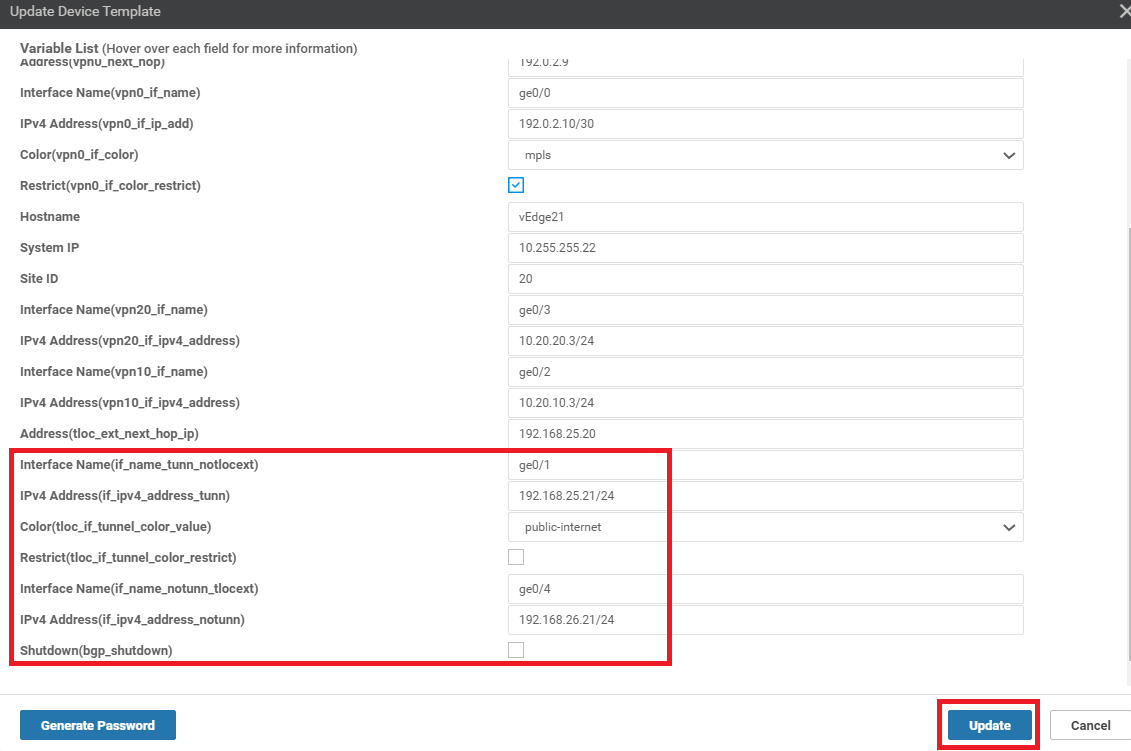 Update Device Template
Variable List (Hover over each field for more information)
Address(vpn0_next_hop) 192.0.2.9
Interface Name(vpn0_if_name) ge0/0
IPv4 Address(vpn0_if_ip_add) 192.0.2.10/30
Color(vpn0_if_color) mpls
Restrict(vpn0_if_color_restrict)
Hostname vEdge21
System IP 10.255.255.22
Site ID 20
Interface Name(vpn20_if_name) ge0/3
IPv4 Address(vpn20_if_ipv4_address) 10.20.20.3/24
Interface Name(vpn10_if_name) ge0/2
IPv4 Address(vpn10_if_ipv4_address) 10.20.10.3/24
Address(tloc_ext_next_hop_ip) 192.168.25.20
Interface Name(if_name_tunn_notlocext) ge0/1
IPv4 Address(if_ipv4_address_tunn) 192.168.25.21/24
Color(tloc_if_tunnel_color_value) public-internet
Restrict(tloc_if_tunnel_color_restrict)
Interface Name(if_name_notunn_tlocext) ge0/4
IPv4 Address(if_ipv4_address_notunn) 192.168.26.21/24
Shutdown(bgp_shutdown)
Generate Password Update Cancel